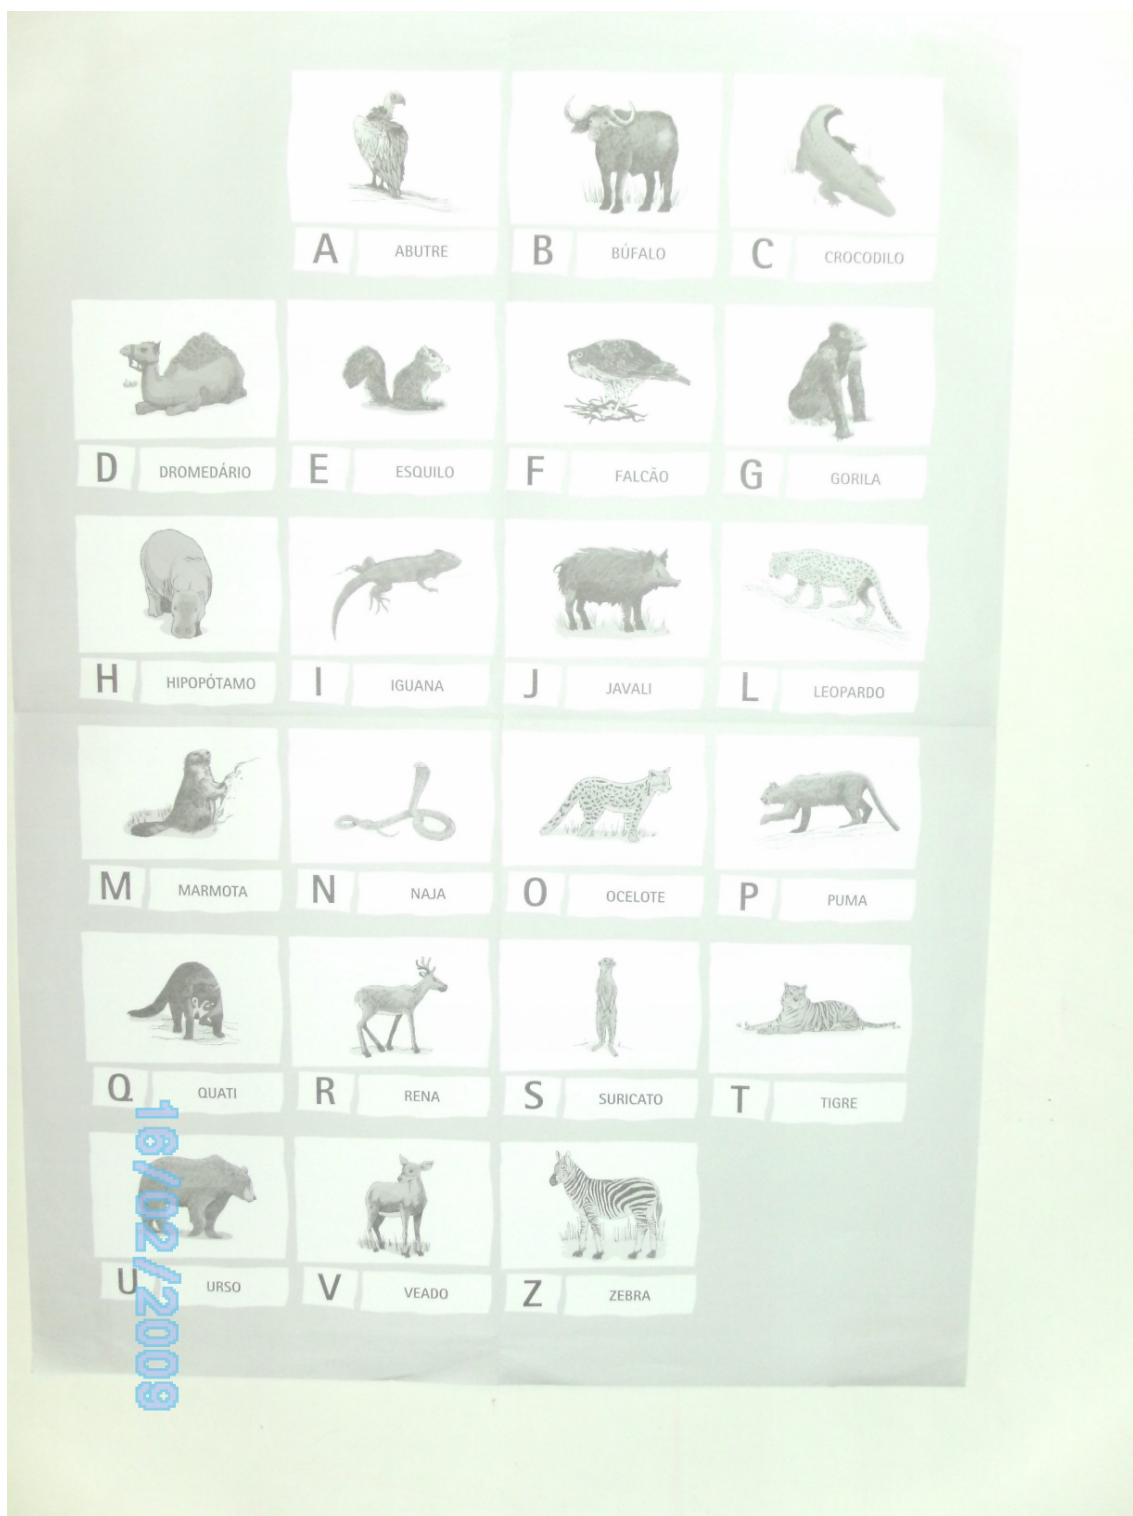 A ABUTRE B BÚFALO C CROCODILO
D DROMEDÁRIO E ESQUILO F FALCÃO G GORILA
H HIPOPÓTAMO I IGUANA J JAVALI L LEOPARDO
M MARMOTA N NAJA O OCELOTE P PUMA
Q QUATI R RENA S SURICATO T TIGRE
U URSO V VEADO Z ZEBRA
16/02/2009